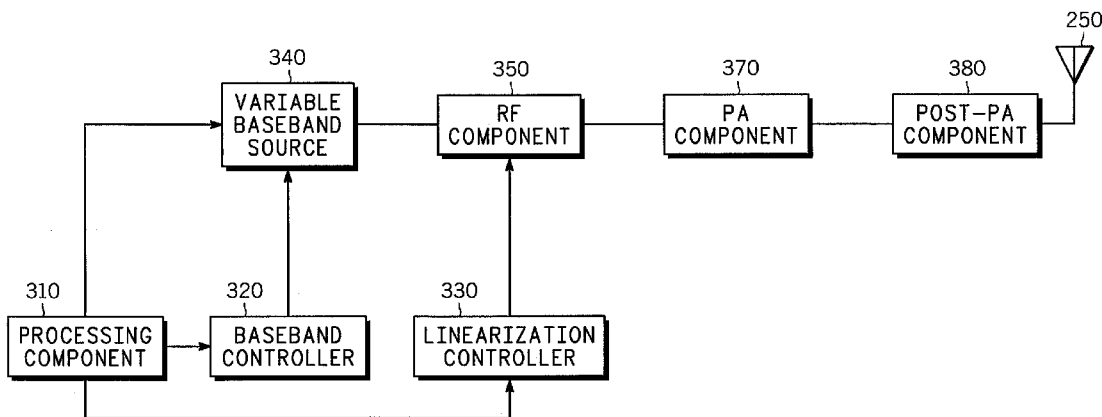 250
340
350
370
380
VARIABLE
BASEBAND
SOURCE
RF
COMPONENT
PA
COMPONENT
POST-PA
COMPONENT
310
320
330
PROCESSING
COMPONENT
BASEBAND
CONTROLLER
LINEARIZATION
CONTROLLER